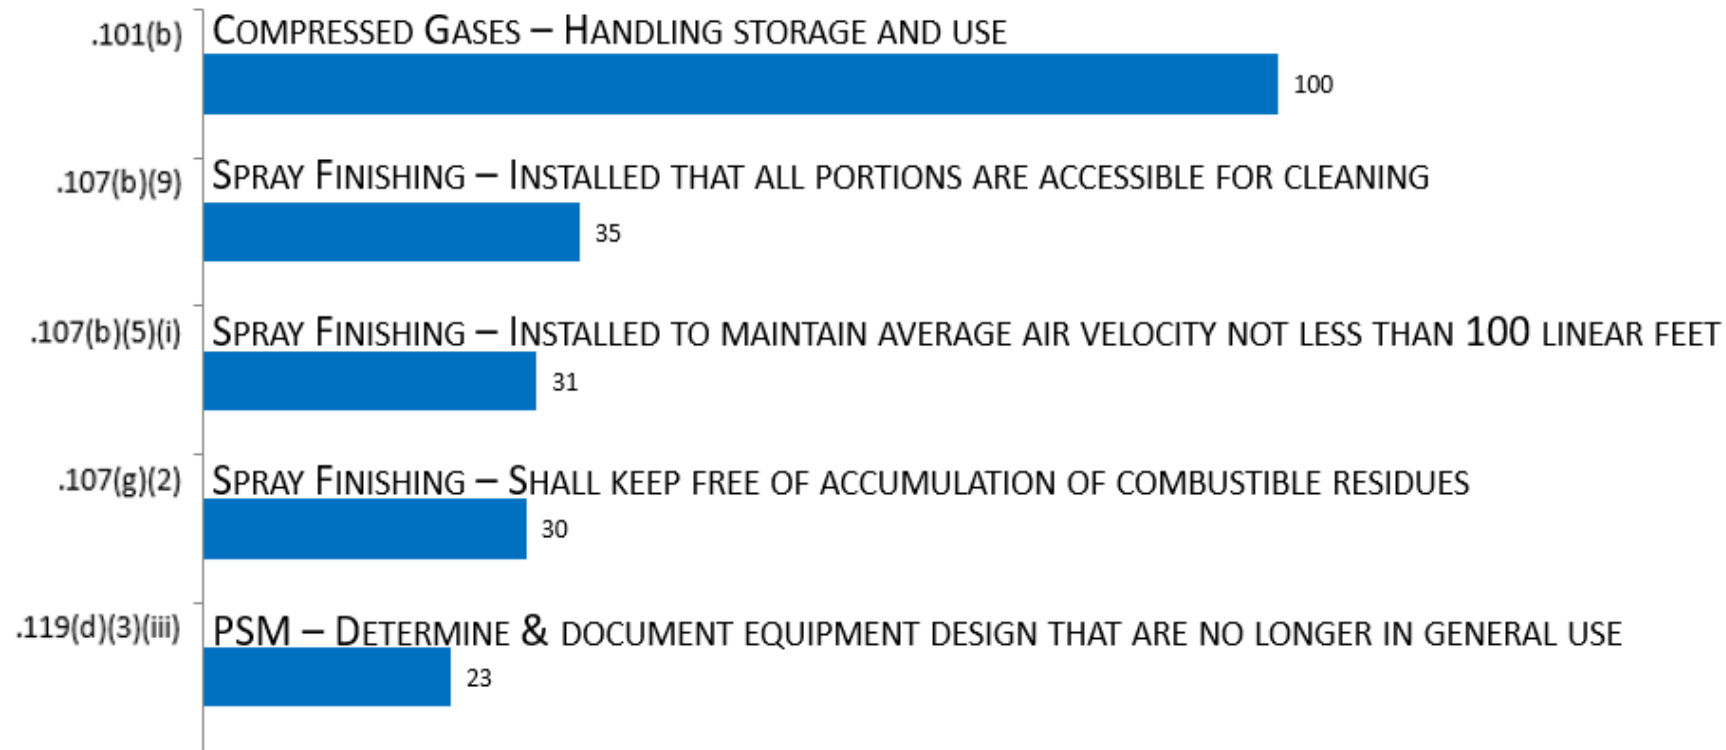 .101(b) Compressed Gases – Handling storage and use
100
.107(b)(9) Spray Finishing – Installed that all portions are accessible for cleaning
35
.107(b)(5)(i) Spray Finishing – Installed to maintain average air velocity not less than 100 linear feet
31
.107(g)(2) Spray Finishing – Shall keep free of accumulation of combustible residues
30
.119(d)(3)(iii) PSM – Determine & document equipment design that are no longer in general use
23